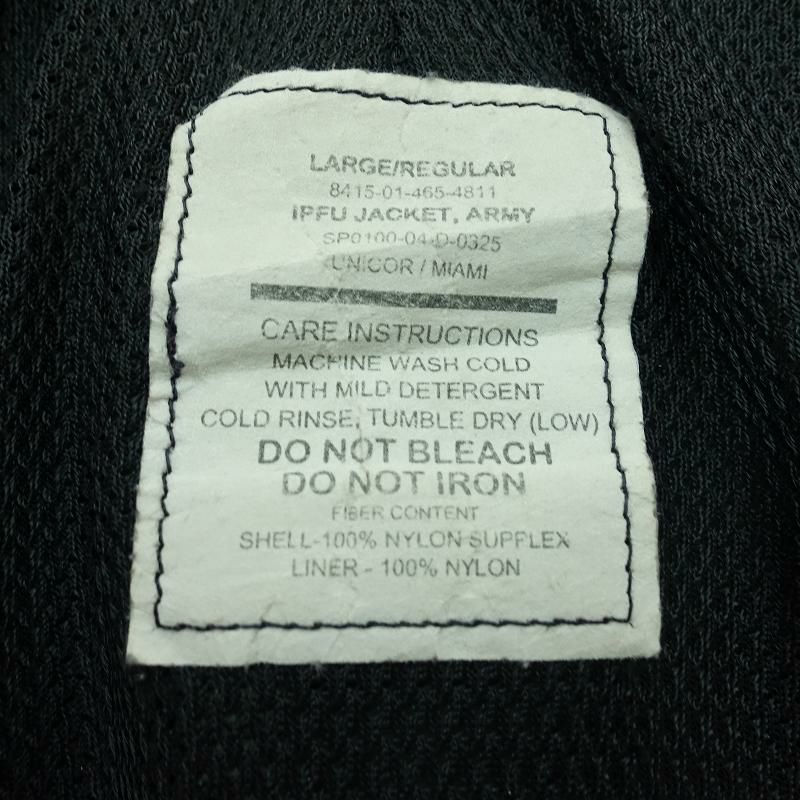 LARGE/REGULAR
8415-01-465-4811
IPFU JACKET, ARMY
SP0100-04-D-0325
UNICOR / MIAMI
CARE INSTRUCTIONS
MACHINE WASH COLD
WITH MILD DETERGENT
COLD RINSE, TUMBLE DRY (LOW)
DO NOT BLEACH
DO NOT IRON
FIBER CONTENT
SHELL-100% NYLON SUPPLEX
LINER - 100% NYLON